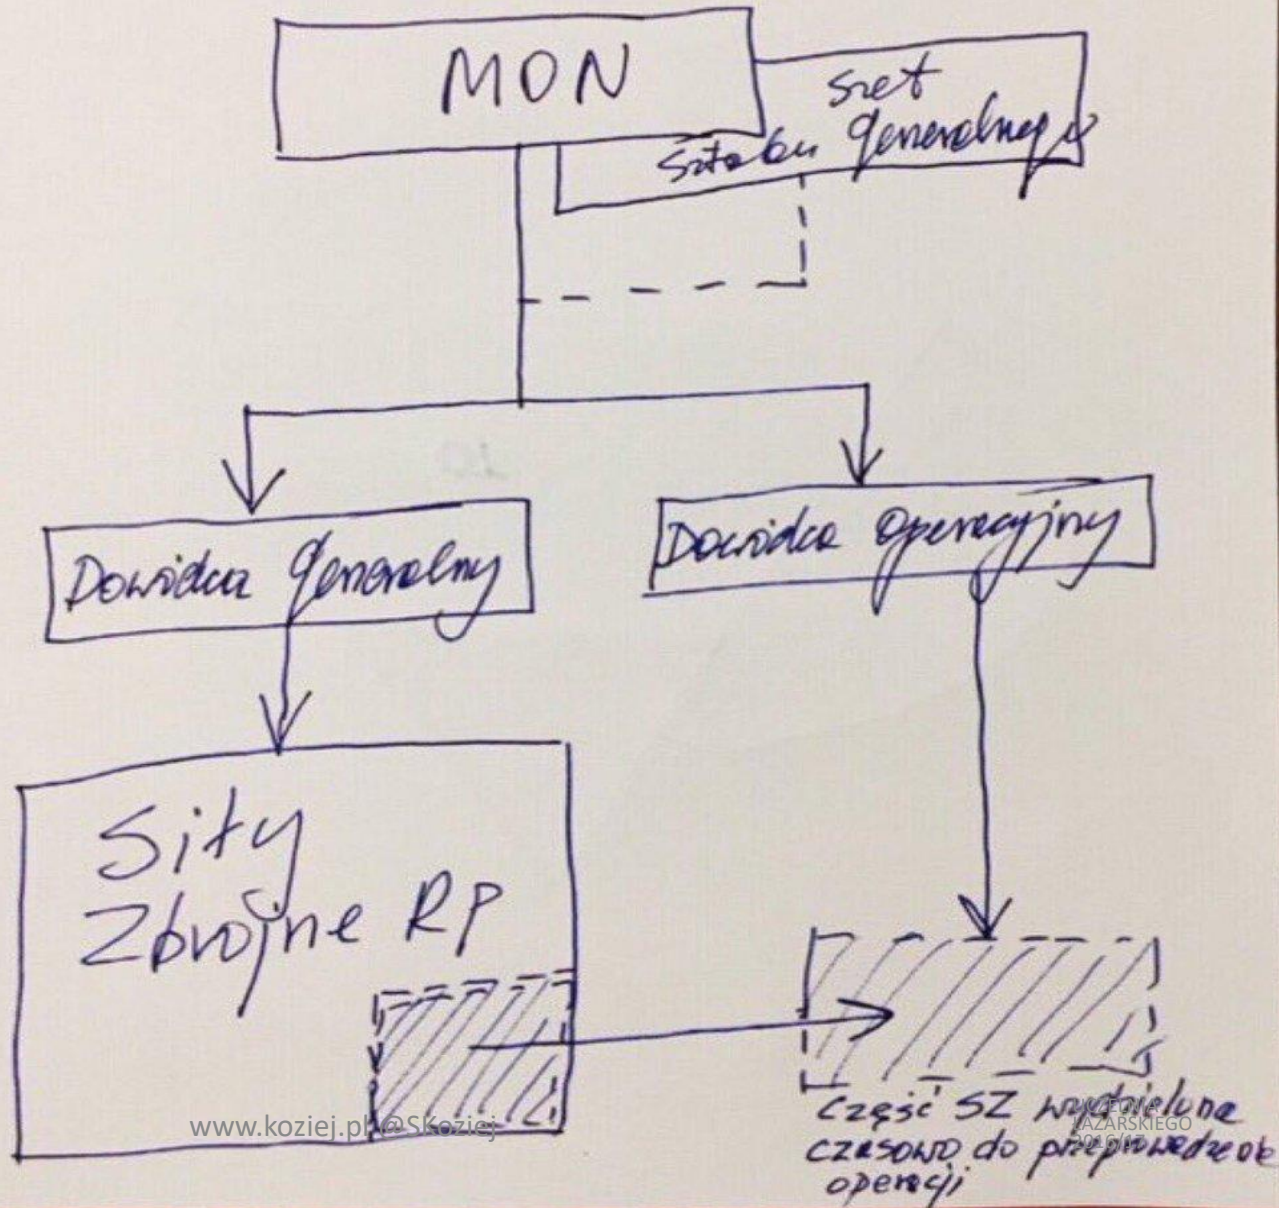 MON
Szef
Sztabu Generalnego
Dowódca Generalny
Dowódca Operacyjny
Siły
Zbrojne RP
www.koziej.pl @SKoziej
Część SZ wydzielona
ŁAZARSKIEGO
czasowo do przeprowadzenia
operacji